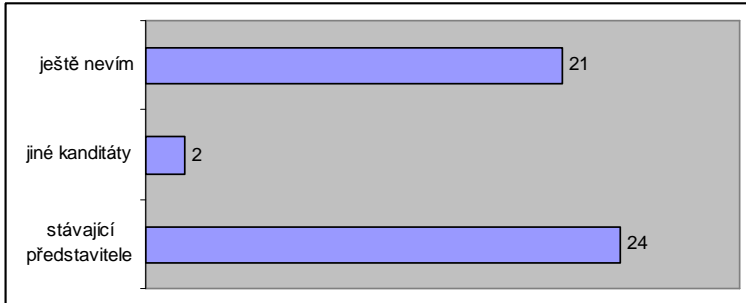 ještě nevím
21
jiné kanditáty
2
stávající
představitele
24